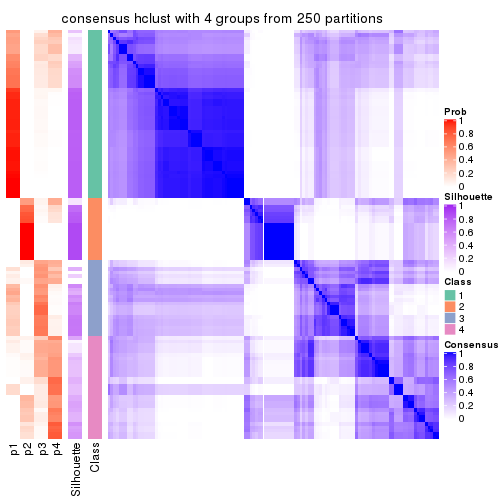 consensus hclust with 4 groups from 250 partitions
Prob
1
0.8
0.6
0.4
0.2
0
Silhouette
1
0.8
0.6
0.4
0.2
0
Class
1
2
3
4
Consensus
1
0.8
0.6
0.4
0.2
0
p1
p2
p3
p4
Silhouette
Class